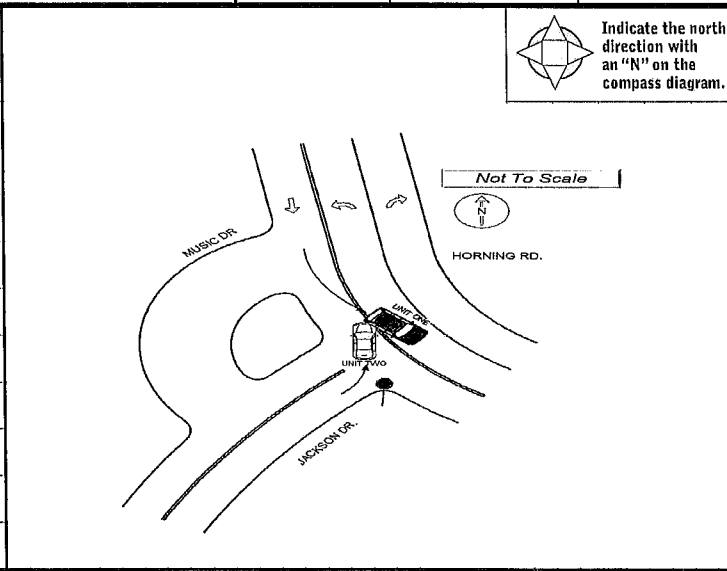 Indicate the north
direction with
an "N" on the
compass diagram.
Not To Scale
N
MUSIC DR
HORNING RD.
UNIT ONE
UNIT TWO
JACKSON DR.